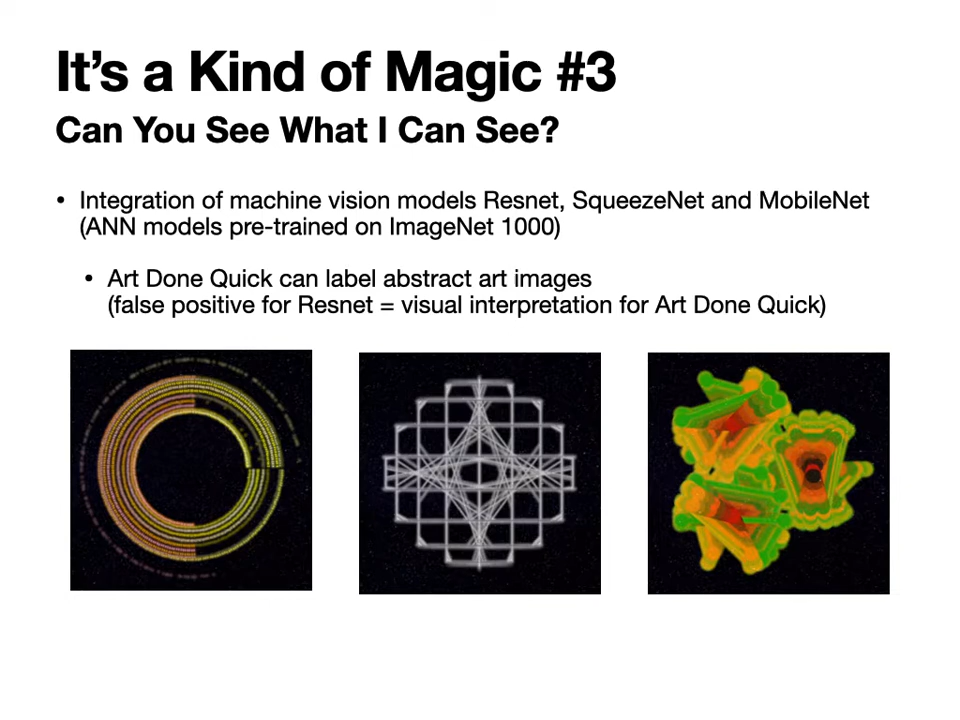 It’s a Kind of Magic #3
Can You See What I Can See?
• Integration of machine vision models Resnet, SqueezeNet and MobileNet
(ANN models pre-trained on ImageNet 1000)
• Art Done Quick can label abstract art images
(false positive for Resnet = visual interpretation for Art Done Quick)